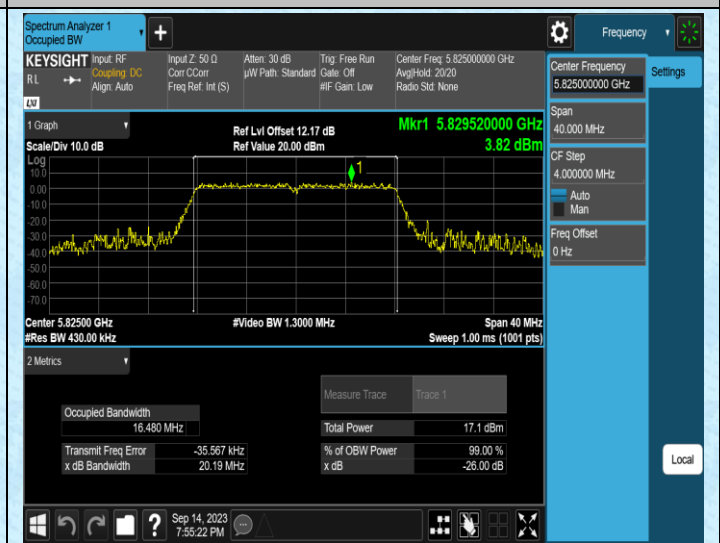 Spectrum Analyzer 1
Occupied BW
+
Frequency
KEYSIGHT
RL
LXI
Input: RF
Coupling: DC
Align: Auto
Input Z: 50 Ω
Corr CCorr
Freq Ref: Int (S)
Atten: 30 dB
µW Path: Standard
Trig: Free Run
Gate: Off
#IF Gain: Low
Center Freq: 5.825000000 GHz
Avg|Hold: 20/20
Radio Std: None
Center Frequency
5.825000000 GHz
Settings
Span
40.000 MHz
CF Step
4.000000 MHz
Auto
Man
Freq Offset
0 Hz
1 Graph
Scale/Div 10.0 dB
Ref Lvl Offset 12.17 dB
Ref Value 20.00 dBm
Mkr1 5.829520000 GHz
3.82 dBm
Log
10.0
0.00
-10.0
-20.0
-30.0
-40.0
-50.0
-60.0
-70.0
1
Center 5.82500 GHz
#Res BW 430.00 kHz
#Video BW 1.3000 MHz
Span 40 MHz
Sweep 1.00 ms (1001 pts)
2 Metrics
Measure Trace Trace 1
Occupied Bandwidth
16.480 MHz
Total Power 17.1 dBm
Transmit Freq Error -35.567 kHz
% of OBW Power 99.00 %
x dB Bandwidth 20.19 MHz
x dB -26.00 dB
Local
?
Sep 14, 2023
7:55:22 PM